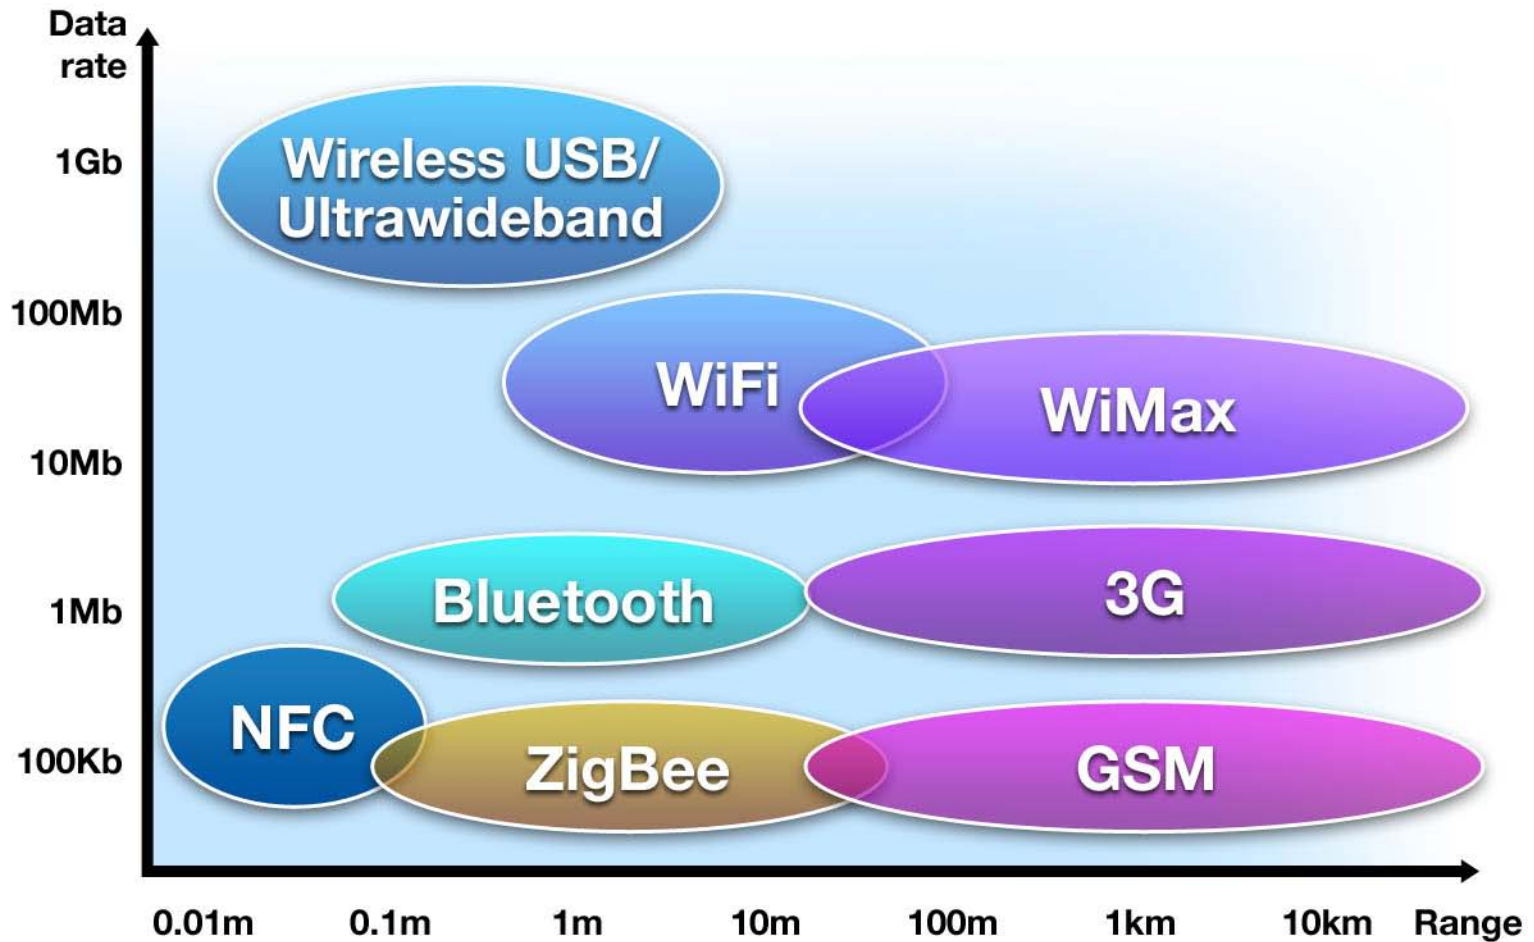 Data
rate
1Gb
Wireless USB/
Ultrawideband
100Mb
WiFi
WiMax
10Mb
Bluetooth
3G
1Mb
NFC
ZigBee
GSM
100Kb
0.01m 0.1m 1m 10m 100m 1km 10km Range